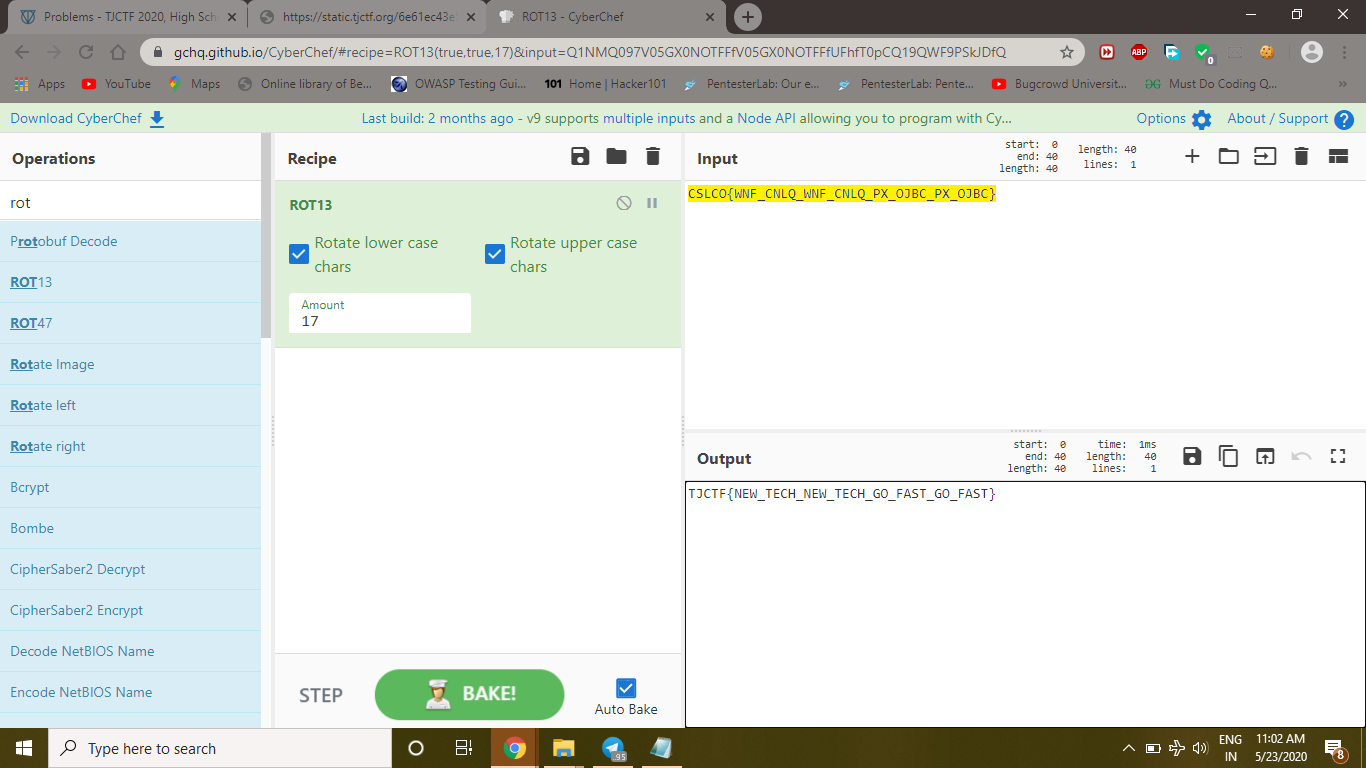 Problems - TJCTF 2020, High Sch
https://static.tjctf.org/6e61ec43e
ROT13 - CyberChef
gchq.github.io/CyberChef/#recipe=ROT13(true,true,17)&input=Q1NMQ097V05GX0NOTFFfV05GX0NOTFFfUFhfT0pCQ19QWF9PSkJDfQ
ABP
0
Apps
YouTube
Maps
Online library of Be...
OWASP Testing Gui...
101 Home | Hacker101
PentesterLab: Our e...
PentesterLab: Pente...
Bugcrowd Universit...
Must Do Coding Q...
»
Download CyberChef
Last build: 2 months ago - v9 supports multiple inputs and a Node API allowing you to program with Cy...
Options
About / Support
Operations
rot
Protobuf Decode
ROT13
ROT47
Rotate Image
Rotate left
Rotate right
Bcrypt
Bombe
CipherSaber2 Decrypt
CipherSaber2 Encrypt
Decode NetBIOS Name
Encode NetBIOS Name
Recipe
ROT13
Rotate lower case
chars
Rotate upper case
chars
Amount
17
STEP
BAKE!
Auto Bake
Input
start: 0
end: 40
length: 40
length: 40
lines: 1
CSLCO{WNF_CNLQ_WNF_CNLQ_PX_OJBC_PX_OJBC}
Output
start: 0
end: 40
length: 40
time: 1ms
length: 40
lines: 1
TJCTF{NEW_TECH_NEW_TECH_GO_FAST_GO_FAST}
Type here to search
95
ENG
IN
11:02 AM
5/23/2020
8